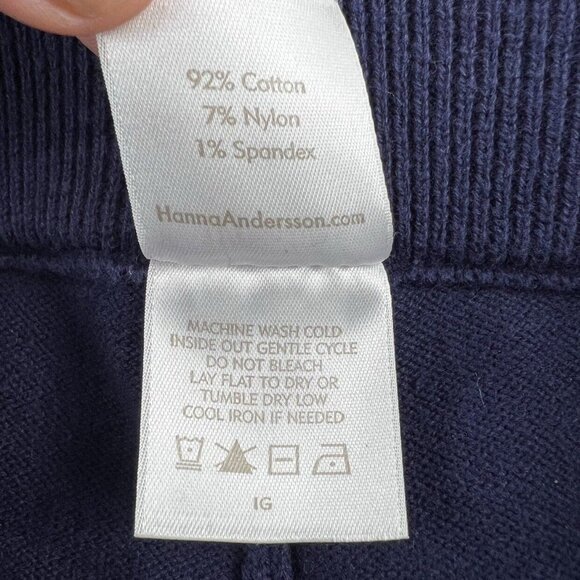 92% Cotton
7% Nylon
1% Spandex
HannaAndersson.com
MACHINE WASH COLD
INSIDE OUT GENTLE CYCLE
DO NOT BLEACH
LAY FLAT TO DRY OR
TUMBLE DRY LOW
COOL IRON IF NEEDED
IG